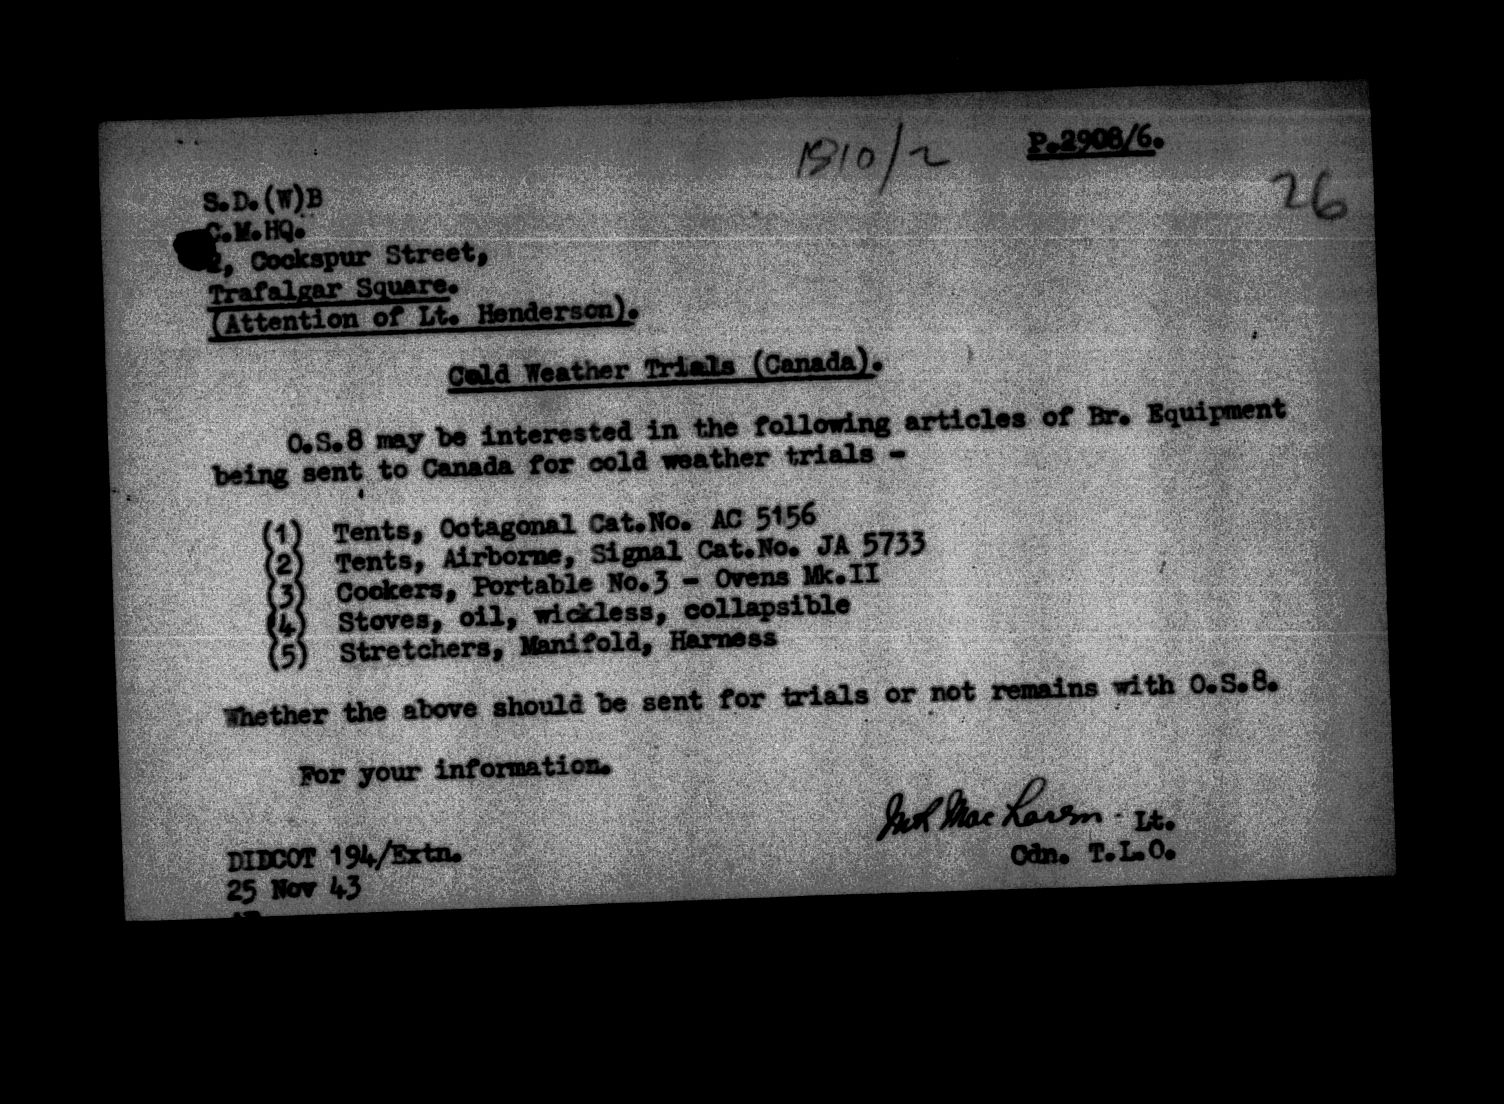 1810/2
P.2908/6.
26
S.D.(W)B
C.M.HQ.
2, Cockspur Street,
Trafalgar Square.
(Attention of Lt. Henderson).
Cold Weather Trials (Canada).
O.S.8 may be interested in the following articles of Br. Equipment
being sent to Canada for cold weather trials -
(1) Tents, Octagonal Cat.No. AC 5156
(2) Tents, Airborne, Signal Cat.No. JA 5733
(3) Cookers, Portable No.3 - Ovens Mk.II
(4) Stoves, oil, wickless, collapsible
(5) Stretchers, Manifold, Harness
Whether the above should be sent for trials or not remains with O.S.8.
For your information.
MacLaren - Lt.
Cdn. T.L.O.
DIDCOT 194/Extn.
25 Nov 43